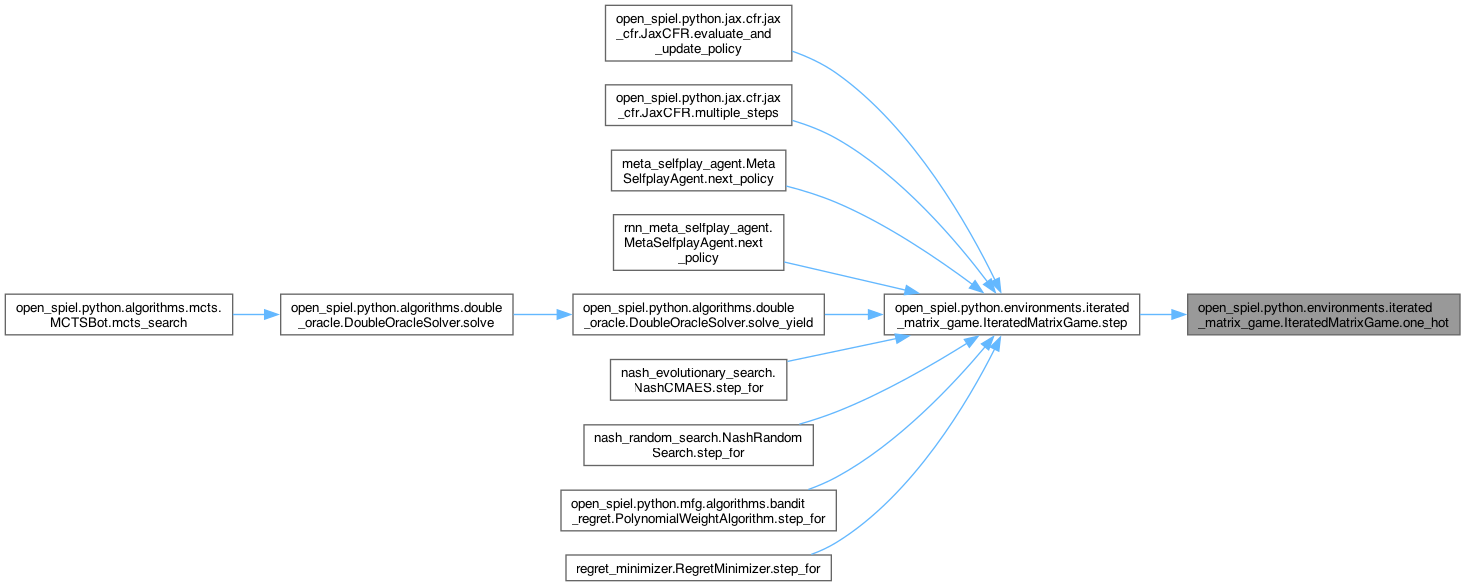 open_spiel.python.jax.cfr.jax
_cfr.JaxCFR.evaluate_and
_update_policy
open_spiel.python.jax.cfr.jax
_cfr.JaxCFR.multiple_steps
meta_selfplay_agent.Meta
SelfplayAgent.next_policy
rnn_meta_selfplay_agent.
MetaSelfplayAgent.next
_policy
open_spiel.python.algorithms.mcts.
MCTSBot.mcts_search
open_spiel.python.algorithms.double
_oracle.DoubleOracleSolver.solve
open_spiel.python.algorithms.double
_oracle.DoubleOracleSolver.solve_yield
open_spiel.python.environments.iterated
_matrix_game.IteratedMatrixGame.step
open_spiel.python.environments.iterated
_matrix_game.IteratedMatrixGame.one_hot
nash_evolutionary_search.
NashCMAES.step_for
nash_random_search.NashRandom
Search.step_for
open_spiel.python.mfg.algorithms.bandit
_regret.PolynomialWeightAlgorithm.step_for
regret_minimizer.RegretMinimizer.step_for